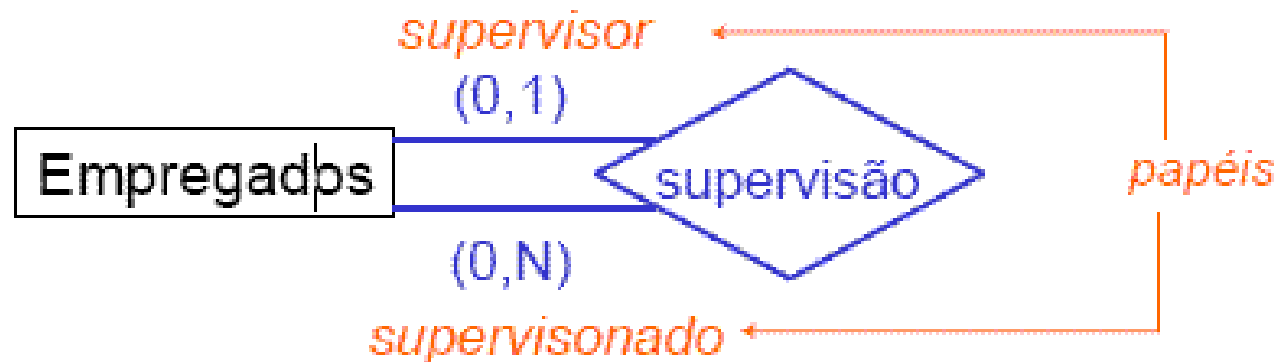 supervisor
(0,1)
Empregados
supervisão
papéis
(0,N)
supervisonado